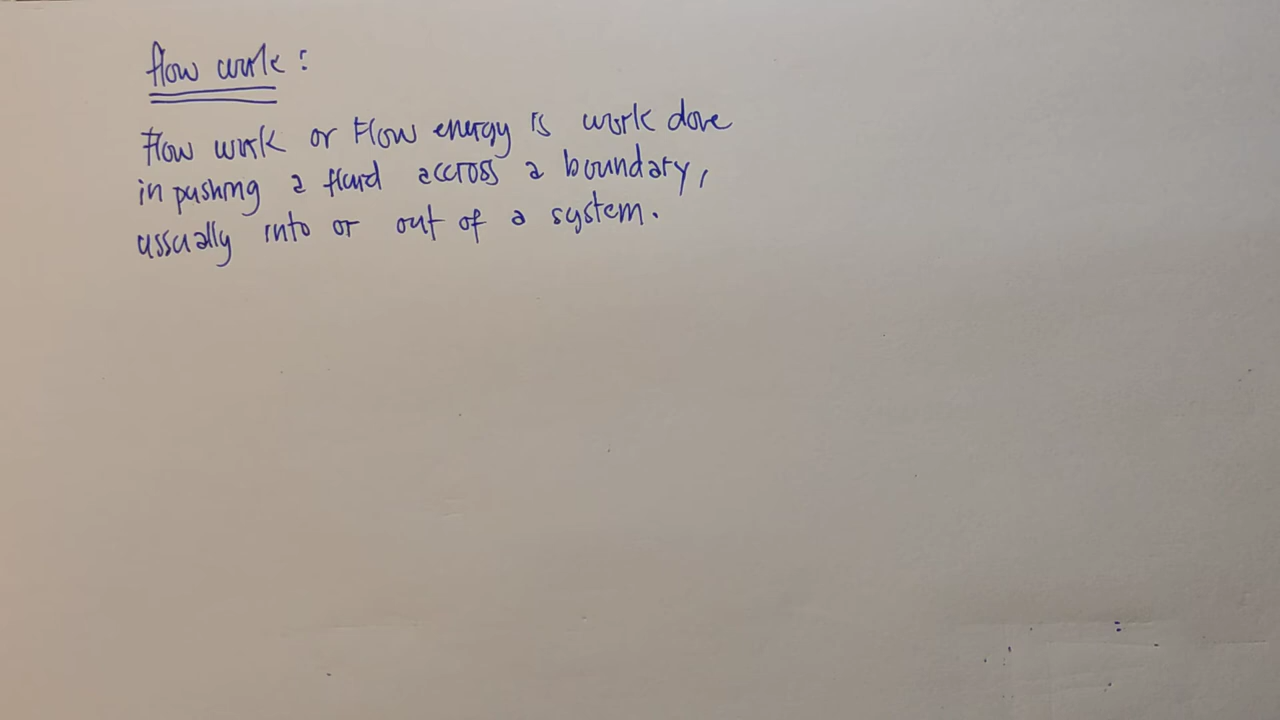 flow work:
Flow work or Flow energy is work done
in pushing a fluid accross a boundary,
ussually into or out of a system.